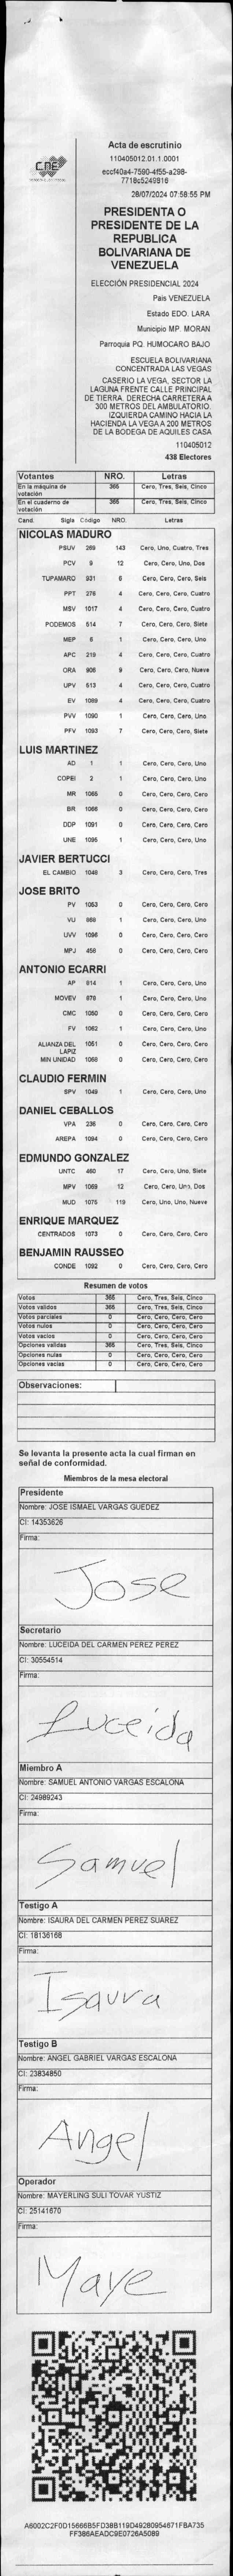 CNE
Acta de escrutinio
110405012.01.1.0001
eccf40a4-7590-4f55-a298-
7718c5249816
28/07/2024 07:58:55 PM
PRESIDENTA O
PRESIDENTE DE LA
REPUBLICA
BOLIVARIANA DE
VENEZUELA
ELECCIÓN PRESIDENCIAL 2024
Pais VENEZUELA
Estado EDO. LARA
Municipio MP. MORAN
Parroquia PQ. HUMOCARO BAJO
ESCUELA BOLIVARIANA
CONCENTRADA LAS VEGAS
CASERIO LA VEGA, SECTOR LA
LAGUNA FRENTE CALLE PRINCIPAL
DE TIERRA. DERECHA CARRETERA A
300 METROS DEL AMBULATORIO.
IZQUIERDA CAMINO HACIA LA
HACIENDA LA VEGA A 200 METROS
DE LA BODEGA DE AQUILES CASA
110405012
438 Electores
Votantes NRO. Letras
En la máquina de votación 365 Cero, Tres, Seis, Cinco
En el cuaderno de votación 365 Cero, Tres, Seis, Cinco
Cand. Sigla Código NRO. Letras
NICOLAS MADURO
PSUV 269 143 Cero, Uno, Cuatro, Tres
PCV 9 12 Cero, Cero, Uno, Dos
TUPAMARO 931 6 Cero, Cero, Cero, Seis
PPT 276 4 Cero, Cero, Cero, Cuatro
MSV 1017 4 Cero, Cero, Cero, Cuatro
PODEMOS 514 7 Cero, Cero, Cero, Siete
MEP 6 1 Cero, Cero, Cero, Uno
APC 219 4 Cero, Cero, Cero, Cuatro
ORA 906 9 Cero, Cero, Cero, Nueve
UPV 513 4 Cero, Cero, Cero, Cuatro
EV 1089 4 Cero, Cero, Cero, Cuatro
PVV 1090 1 Cero, Cero, Cero, Uno
PFV 1093 7 Cero, Cero, Cero, Siete
LUIS MARTINEZ
AD 1 1 Cero, Cero, Cero, Uno
COPEI 2 1 Cero, Cero, Cero, Uno
MR 1065 0 Cero, Cero, Cero, Cero
BR 1066 0 Cero, Cero, Cero, Cero
DDP 1091 0 Cero, Cero, Cero, Cero
UNE 1095 1 Cero, Cero, Cero, Uno
JAVIER BERTUCCI
EL CAMBIO 1048 3 Cero, Cero, Cero, Tres
JOSE BRITO
PV 1053 0 Cero, Cero, Cero, Cero
VU 969 1 Cero, Cero, Cero, Uno
UVV 1096 0 Cero, Cero, Cero, Cero
MPJ 458 0 Cero, Cero, Cero, Cero
ANTONIO ECARRI
AP 914 1 Cero, Cero, Cero, Uno
MOVEV 970 1 Cero, Cero, Cero, Uno
CMC 1050 0 Cero, Cero, Cero, Cero
FV 1062 1 Cero, Cero, Cero, Uno
ALIANZA DEL LAPIZ 1051 0 Cero, Cero, Cero, Cero
MIN UNIDAD 1068 0 Cero, Cero, Cero, Cero
CLAUDIO FERMIN
SPV 1049 1 Cero, Cero, Cero, Uno
DANIEL CEBALLOS
VPA 236 0 Cero, Cero, Cero, Cero
AREPA 1094 0 Cero, Cero, Cero, Cero
EDMUNDO GONZALEZ
UNTC 460 17 Cero, Cero, Uno, Siete
MPV 1069 12 Cero, Cero, Uno, Dos
MUD 1075 119 Cero, Uno, Uno, Nueve
ENRIQUE MARQUEZ
CENTRADOS 1073 0 Cero, Cero, Cero, Cero
BENJAMIN RAUSSEO
CONDE 1092 0 Cero, Cero, Cero, Cero
Resumen de votos
Votos 365 Cero, Tres, Seis, Cinco
Votos validos 365 Cero, Tres, Seis, Cinco
Votos parciales 0 Cero, Cero, Cero, Cero
Votos nulos 0 Cero, Cero, Cero, Cero
Votos vacios 0 Cero, Cero, Cero, Cero
Opciones validas 365 Cero, Tres, Seis, Cinco
Opciones nulas 0 Cero, Cero, Cero, Cero
Opciones vacias 0 Cero, Cero, Cero, Cero
Observaciones:
Se levanta la presente acta la cual firman en
señal de conformidad.
Miembros de la mesa electoral
Presidente
Nombre: JOSE ISMAEL VARGAS GUEDEZ
CI: 14353626
Firma:
Jose
Secretario
Nombre: LUCEIDA DEL CARMEN PEREZ PEREZ
CI: 30554514
Firma:
Luceida
Miembro A
Nombre: SAMUEL ANTONIO VARGAS ESCALONA
CI: 24989243
Firma:
Samuel
Testigo A
Nombre: ISAURA DEL CARMEN PEREZ SUAREZ
CI: 18136168
Firma:
Isaura
Testigo B
Nombre: ANGEL GABRIEL VARGAS ESCALONA
CI: 23834850
Firma:
Angel
Operador
Nombre: MAYERLING SULI TOVAR YUSTIZ
CI: 25141670
Firma:
Maye
A6002C2F0D15666B5FD38B119D49280954671FBA735
FF386AEADC9E0726A5089